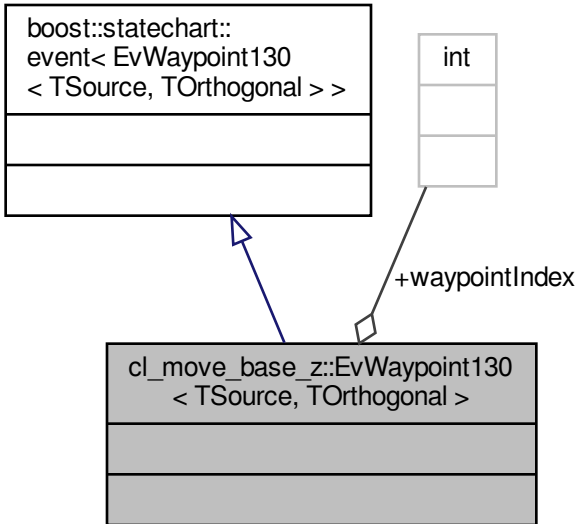 boost::statechart::
event< EvWaypoint130
< TSource, TOrthogonal > >
int
+waypointIndex
cl_move_base_z::EvWaypoint130
< TSource, TOrthogonal >